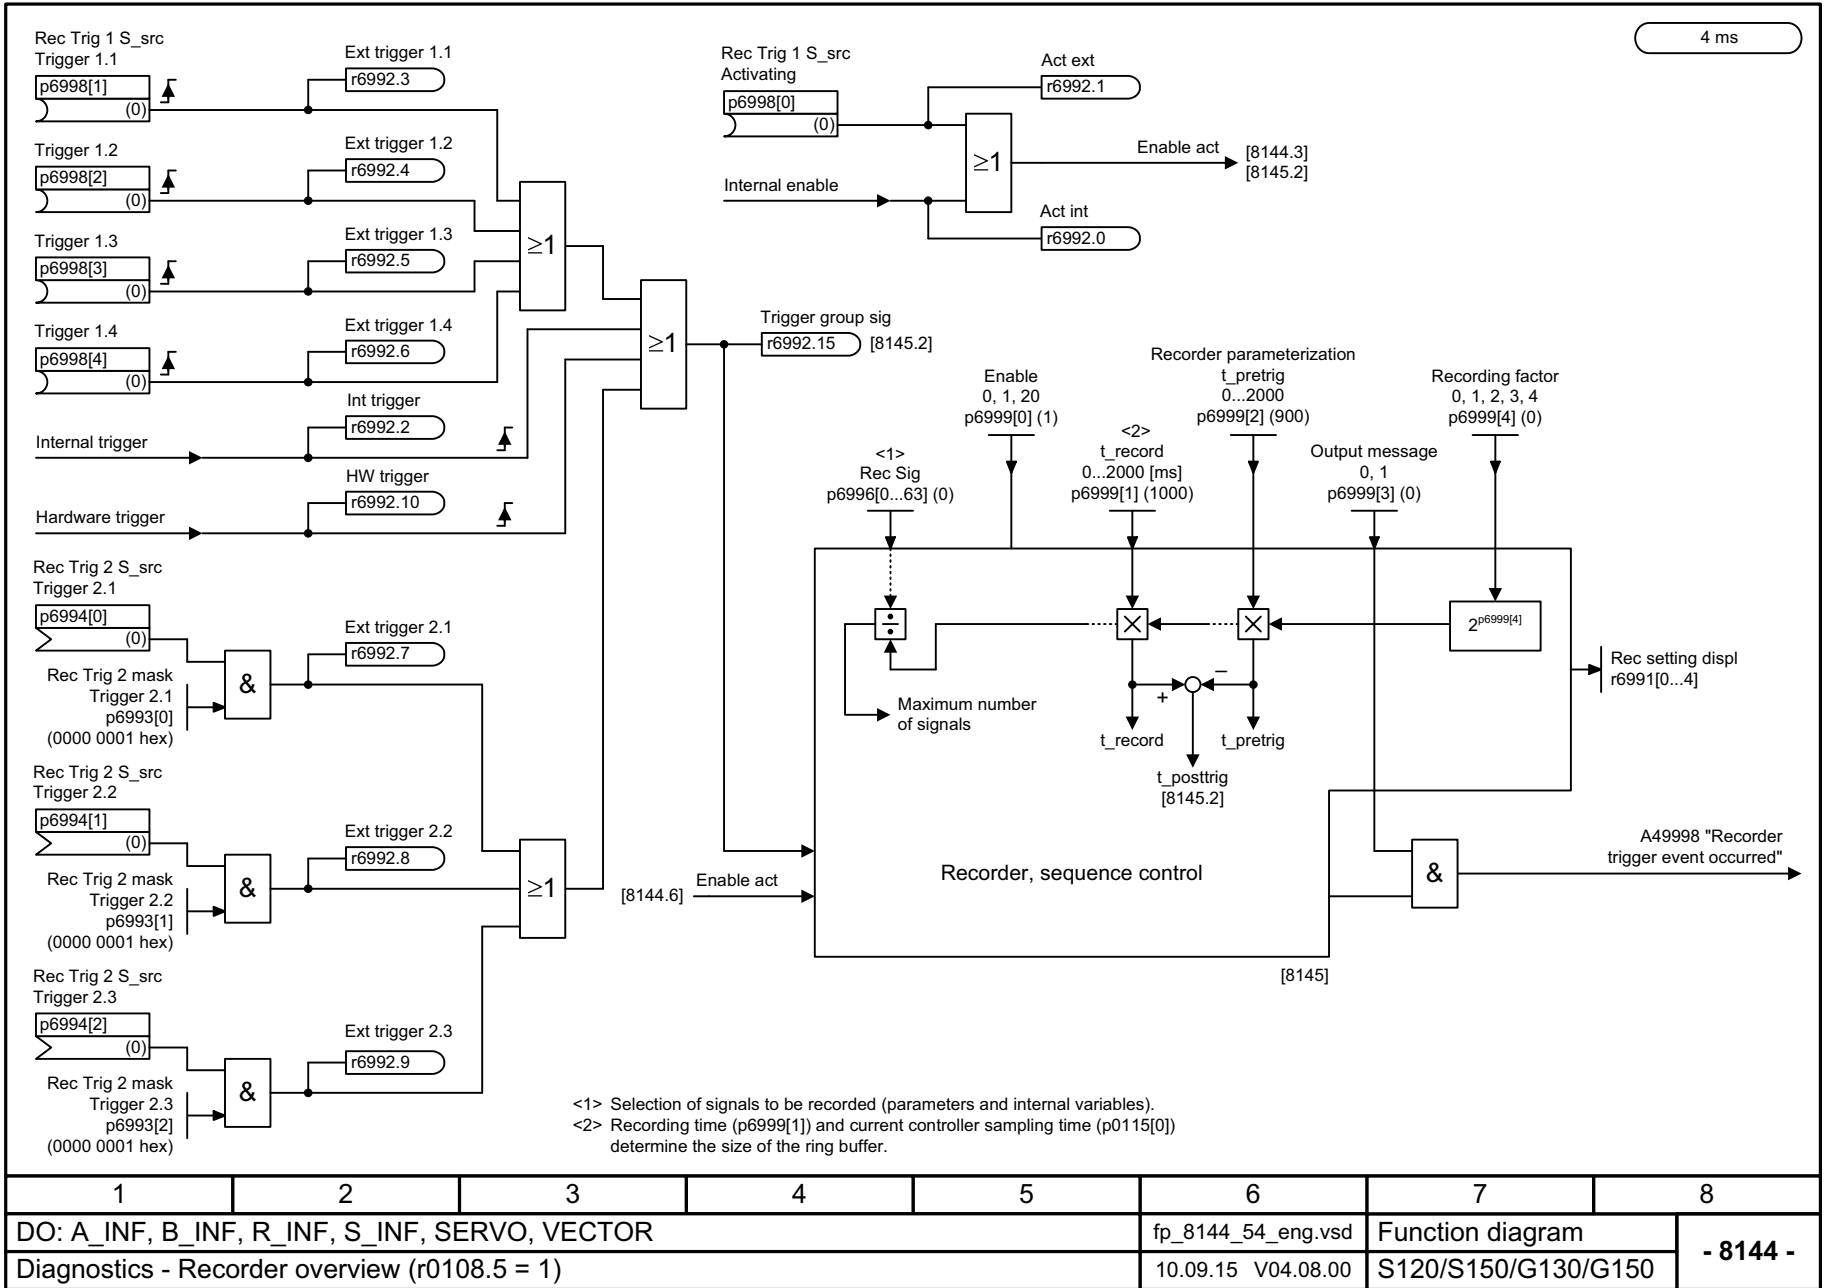 Rec Trig 1 S_src
Trigger 1.1
p6998[1]
(0)
Ext trigger 1.1
r6992.3
Trigger 1.2
p6998[2]
(0)
Ext trigger 1.2
r6992.4
Trigger 1.3
p6998[3]
(0)
Ext trigger 1.3
r6992.5
Trigger 1.4
p6998[4]
(0)
Ext trigger 1.4
r6992.6
≥1
Internal trigger
Int trigger
r6992.2
Hardware trigger
HW trigger
r6992.10
≥1
Rec Trig 2 S_src
Trigger 2.1
p6994[0]
(0)
Rec Trig 2 mask
Trigger 2.1
p6993[0]
(0000 0001 hex)
&
Ext trigger 2.1
r6992.7
Rec Trig 2 S_src
Trigger 2.2
p6994[1]
(0)
Rec Trig 2 mask
Trigger 2.2
p6993[1]
(0000 0001 hex)
&
Ext trigger 2.2
r6992.8
Rec Trig 2 S_src
Trigger 2.3
p6994[2]
(0)
Rec Trig 2 mask
Trigger 2.3
p6993[2]
(0000 0001 hex)
&
Ext trigger 2.3
r6992.9
≥1
Rec Trig 1 S_src
Activating
p6998[0]
(0)
Internal enable
Act ext
r6992.1
≥1
Act int
r6992.0
Enable act
[8144.3]
[8145.2]
4 ms
Trigger group sig
r6992.15
[8145.2]
<1>
Rec Sig
p6996[0...63] (0)
Enable
0, 1, 20
p6999[0] (1)
<2>
t_record
0...2000 [ms]
p6999[1] (1000)
Recorder parameterization
t_pretrig
0...2000
p6999[2] (900)
Output message
0, 1
p6999[3] (0)
Recording factor
0, 1, 2, 3, 4
p6999[4] (0)
÷
×
×
2^p6999[4]
Maximum number
of signals
+
–
t_record
t_pretrig
t_posttrig
[8145.2]
Rec setting displ
r6991[0...4]
[8144.6]
Enable act
Recorder, sequence control
[8145]
&
A49998 "Recorder
trigger event occurred"
<1> Selection of signals to be recorded (parameters and internal variables).
<2> Recording time (p6999[1]) and current controller sampling time (p0115[0])
determine the size of the ring buffer.
1 2 3 4 5 6 7 8
DO: A_INF, B_INF, R_INF, S_INF, SERVO, VECTOR
fp_8144_54_eng.vsd
Function diagram
- 8144 -
Diagnostics - Recorder overview (r0108.5 = 1)
10.09.15 V04.08.00
S120/S150/G130/G150